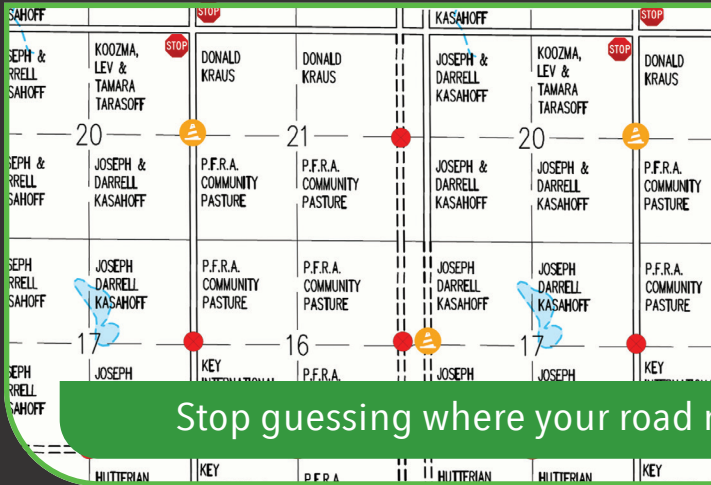 SAHOFF
STOP
KASAHOFF
STOP
SEPH &
RRELL
SAHOFF
KOOZMA,
LEV &
TAMARA
TARASOFF
STOP
DONALD
KRAUS
DONALD
KRAUS
JOSEPH &
DARRELL
KASAHOFF
KOOZMA,
LEV &
TAMARA
TARASOFF
STOP
DONALD
KRAUS
20
21
20
SEPH &
RRELL
SAHOFF
JOSEPH &
DARRELL
KASAHOFF
P.F.R.A.
COMMUNITY
PASTURE
P.F.R.A.
COMMUNITY
PASTURE
JOSEPH &
DARRELL
KASAHOFF
JOSEPH &
DARRELL
KASAHOFF
P.F.R.A.
COMMUNITY
PASTURE
SEPH
RRELL
SAHOFF
JOSEPH
DARRELL
KASAHOFF
P.F.R.A.
COMMUNITY
PASTURE
P.F.R.A.
COMMUNITY
PASTURE
JOSEPH
DARRELL
KASAHOFF
JOSEPH
DARRELL
KASAHOFF
P.F.R.A.
COMMUNITY
PASTURE
17
16
17
SEPH
RRELL
SAHOFF
JOSEPH
KEY
P.F.R.A.
JOSEPH
JOSEPH
KEY
Stop guessing where your road
HUTTERIAN
KEY
P.F.R.A.
HUTTERIAN
HUTTERIAN
KEY